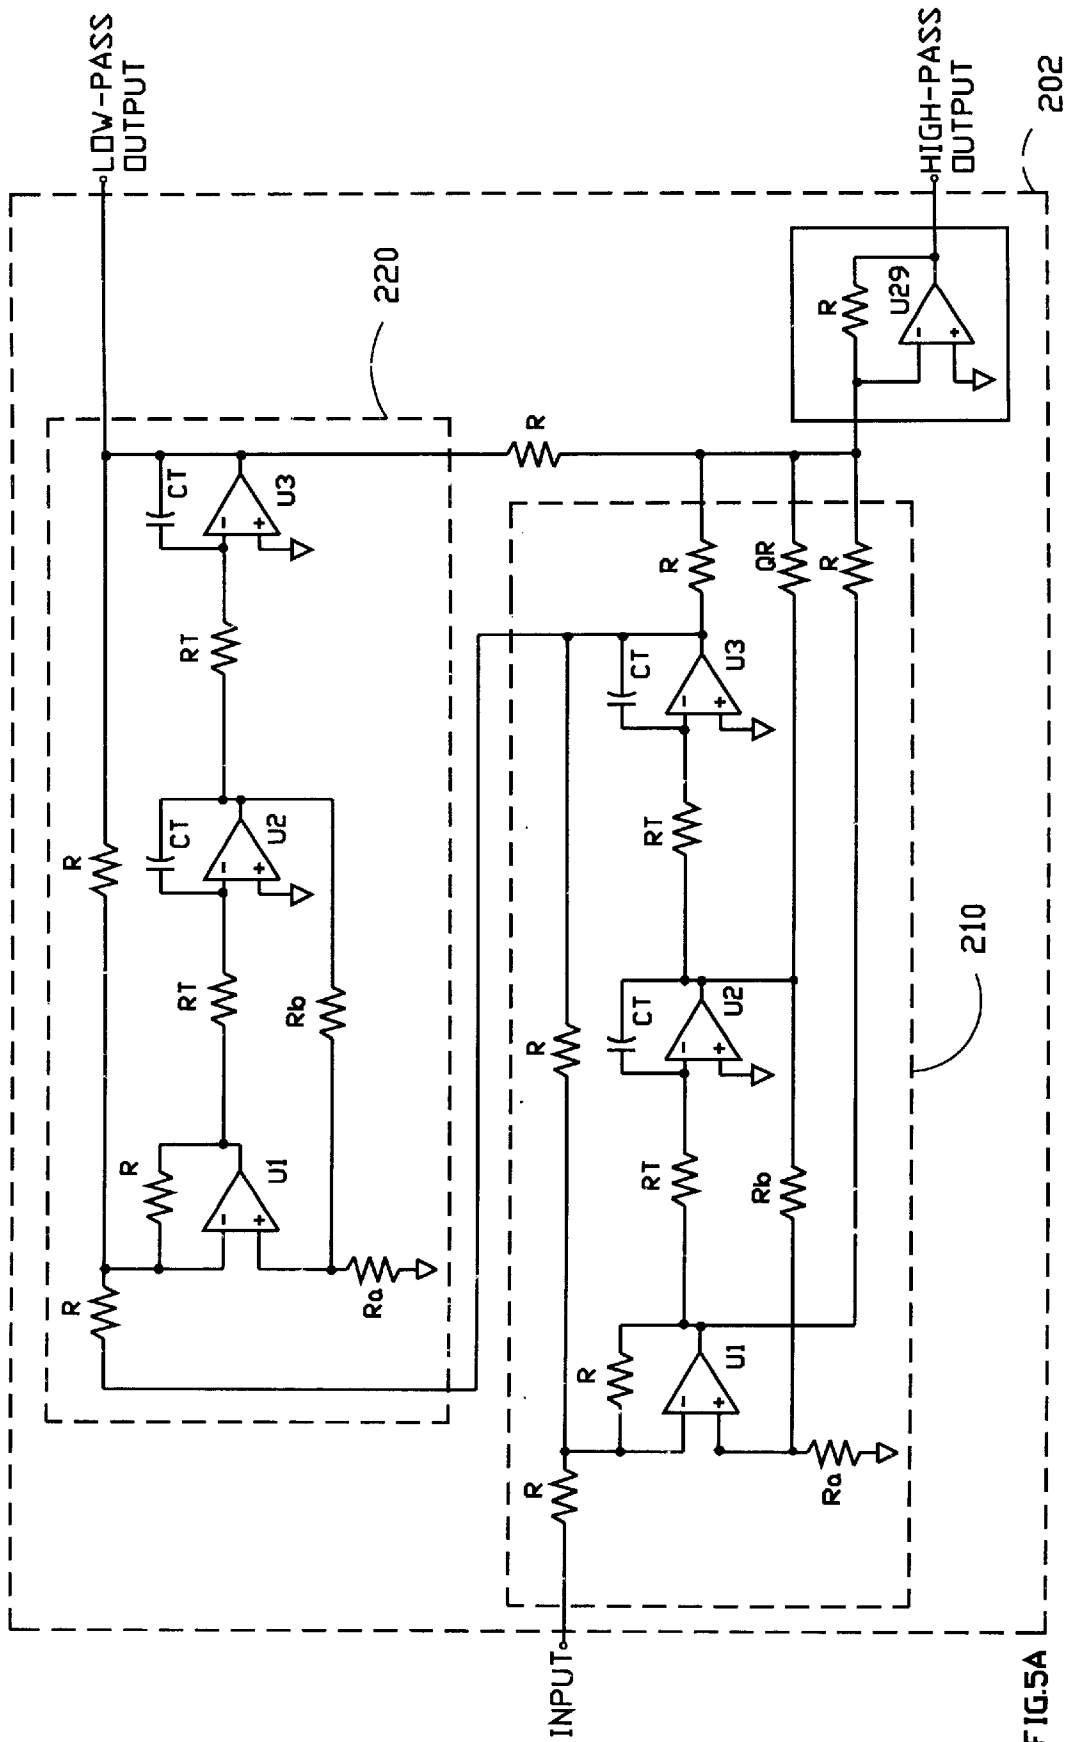 LOW-PASS
OUTPUT
HIGH-PASS
OUTPUT
202
220
R
CT
U3
RT
R
CT
U2
RT
Rb
R
U1
R
Ra
R
R
U29
210
R
QR
R
CT
U3
RT
R
CT
U2
RT
Rb
R
U1
R
Ra
INPUT
FIG.5A